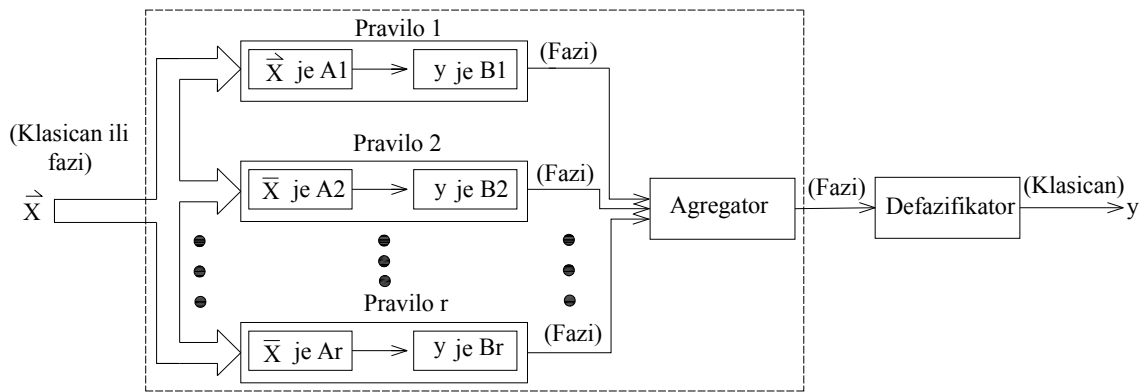 Pravilo 1
X je A1
y je B1
(Fazi)
(Klasican ili
fazi)
X
Pravilo 2
X je A2
y je B2
(Fazi)
Agregator
(Fazi)
Defazifikator
(Klasican)
y
Pravilo r
X je Ar
y je Br
(Fazi)